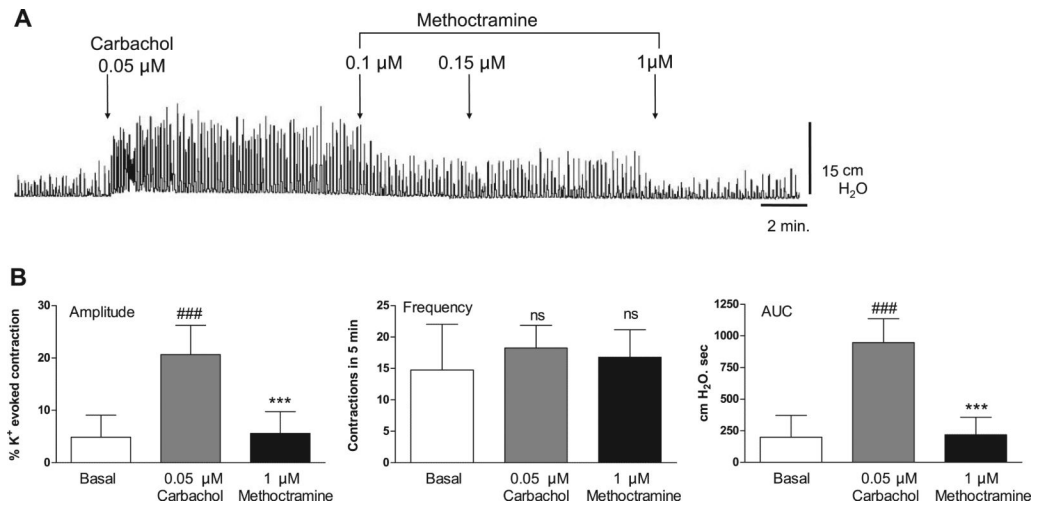 A
Methoctramine
Carbachol
0.05 µM
0.1 µM
0.15 µM
1µM
15 cm
H₂O
2 min.
B
Amplitude
% K⁺ evoked contraction
30
20
10
0
###
***
Basal
0.05 µM
Carbachol
1 µM
Methoctramine
Frequency
Contractions in 5 min
25
20
15
10
5
0
ns
ns
Basal
0.05 µM
Carbachol
1 µM
Methoctramine
AUC
cm H₂O. sec
1250
1000
750
500
250
0
###
***
Basal
0.05 µM
Carbachol
1 µM
Methoctramine